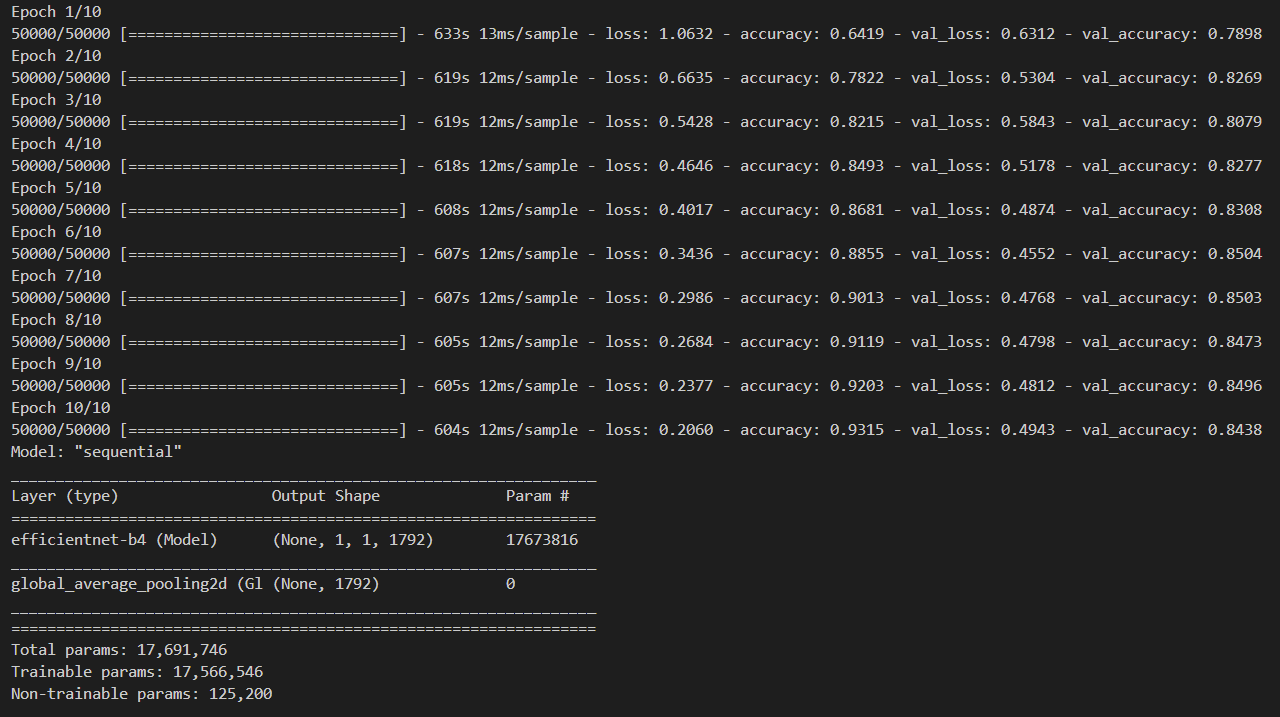 Epoch 1/10
50000/50000 [==============================] - 633s 13ms/sample - loss: 1.0632 - accuracy: 0.6419 - val_loss: 0.6312 - val_accuracy: 0.7898
Epoch 2/10
50000/50000 [==============================] - 619s 12ms/sample - loss: 0.6635 - accuracy: 0.7822 - val_loss: 0.5304 - val_accuracy: 0.8269
Epoch 3/10
50000/50000 [==============================] - 619s 12ms/sample - loss: 0.5428 - accuracy: 0.8215 - val_loss: 0.5843 - val_accuracy: 0.8079
Epoch 4/10
50000/50000 [==============================] - 618s 12ms/sample - loss: 0.4646 - accuracy: 0.8493 - val_loss: 0.5178 - val_accuracy: 0.8277
Epoch 5/10
50000/50000 [==============================] - 608s 12ms/sample - loss: 0.4017 - accuracy: 0.8681 - val_loss: 0.4874 - val_accuracy: 0.8308
Epoch 6/10
50000/50000 [==============================] - 607s 12ms/sample - loss: 0.3436 - accuracy: 0.8855 - val_loss: 0.4552 - val_accuracy: 0.8504
Epoch 7/10
50000/50000 [==============================] - 607s 12ms/sample - loss: 0.2986 - accuracy: 0.9013 - val_loss: 0.4768 - val_accuracy: 0.8503
Epoch 8/10
50000/50000 [==============================] - 605s 12ms/sample - loss: 0.2684 - accuracy: 0.9119 - val_loss: 0.4798 - val_accuracy: 0.8473
Epoch 9/10
50000/50000 [==============================] - 605s 12ms/sample - loss: 0.2377 - accuracy: 0.9203 - val_loss: 0.4812 - val_accuracy: 0.8496
Epoch 10/10
50000/50000 [==============================] - 604s 12ms/sample - loss: 0.2060 - accuracy: 0.9315 - val_loss: 0.4943 - val_accuracy: 0.8438
Model: "sequential"
_________________________________________________________________
Layer (type)                 Output Shape              Param #
=================================================================
efficientnet-b4 (Model)      (None, 1, 1, 1792)        17673816
_________________________________________________________________
global_average_pooling2d (Gl (None, 1792)              0
_________________________________________________________________
=================================================================
Total params: 17,691,746
Trainable params: 17,566,546
Non-trainable params: 125,200